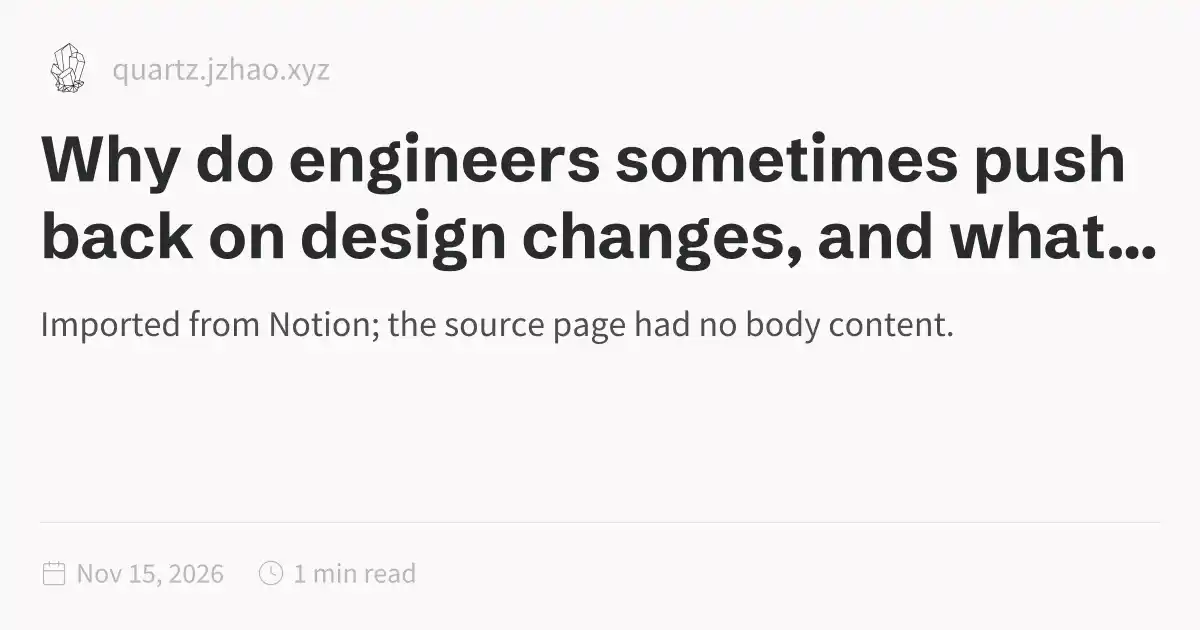 quartz.jzhao.xyz
Why do engineers sometimes push
back on design changes, and what...
Imported from Notion; the source page had no body content.
Nov 15, 2026
1 min read